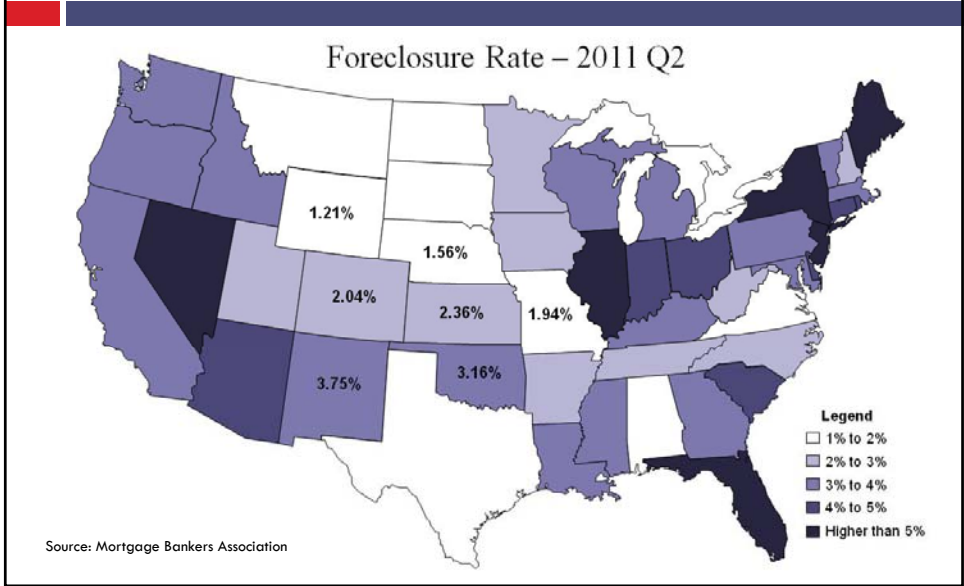 Foreclosure Rate – 2011 Q2
1.21%
1.56%
2.04%
2.36%
1.94%
3.75%
3.16%
Legend
1% to 2%
2% to 3%
3% to 4%
4% to 5%
Higher than 5%
Source: Mortgage Bankers Association